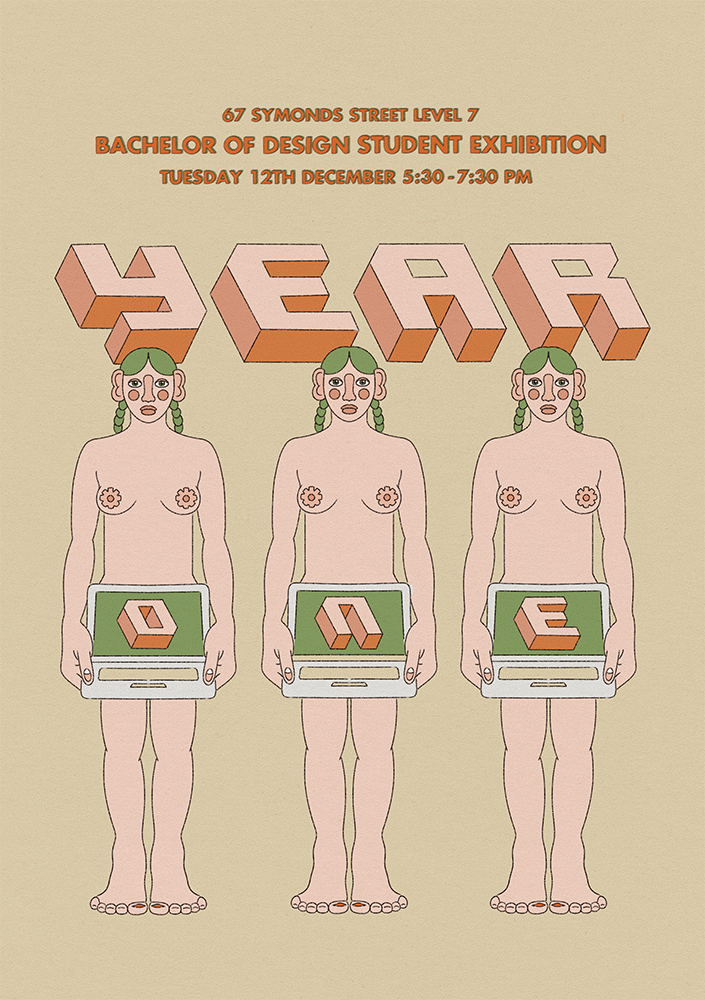 67 SYMONDS STREET LEVEL 7
BACHELOR OF DESIGN STUDENT EXHIBITION
TUESDAY 12TH DECEMBER 5:30-7:30 PM
YEAR
ONE